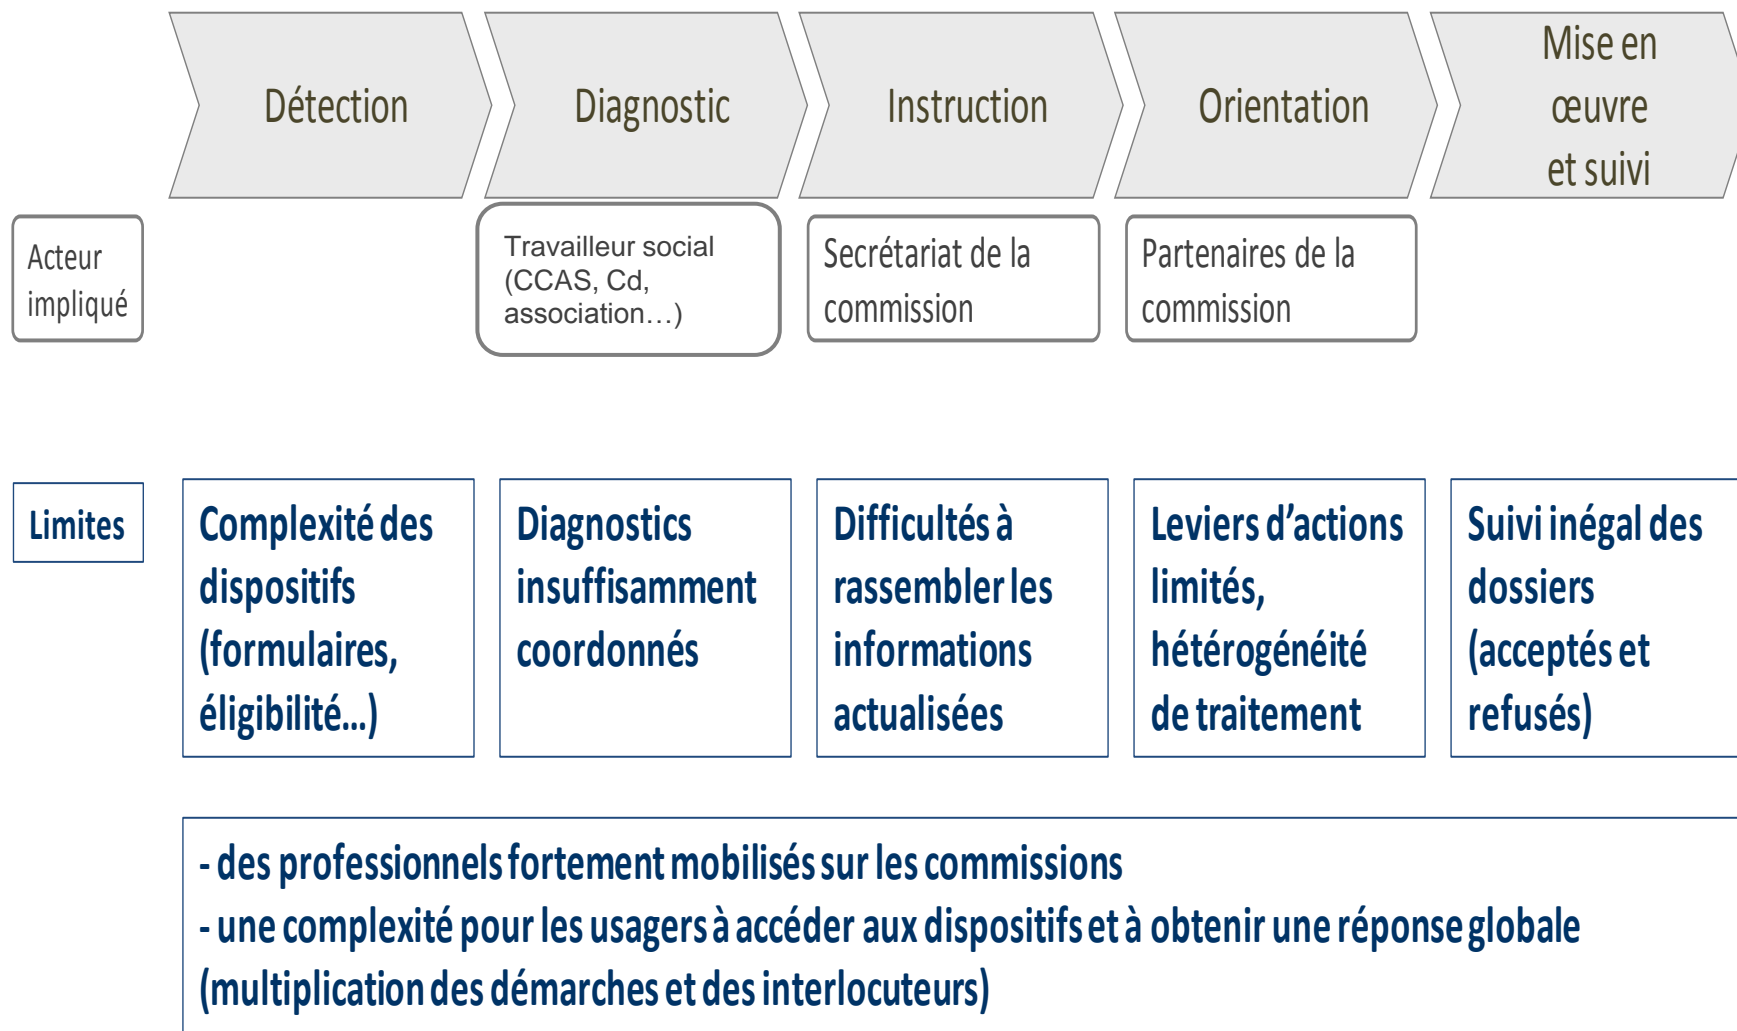 Détection
Diagnostic
Instruction
Orientation
Mise en
œuvre
et suivi
Acteur
impliqué
Travailleur social
(CCAS, Cd,
association…)
Secrétariat de la
commission
Partenaires de la
commission
Limites
Complexité des
dispositifs
(formulaires,
éligibilité…)
Diagnostics
insuffisamment
coordonnés
Difficultés à
rassembler les
informations
actualisées
Leviers d’actions
limités,
hétérogénéité
de traitement
Suivi inégal des
dossiers
(acceptés et
refusés)
- des professionnels fortement mobilisés sur les commissions
- une complexité pour les usagers à accéder aux dispositifs et à obtenir une réponse globale
(multiplication des démarches et des interlocuteurs)